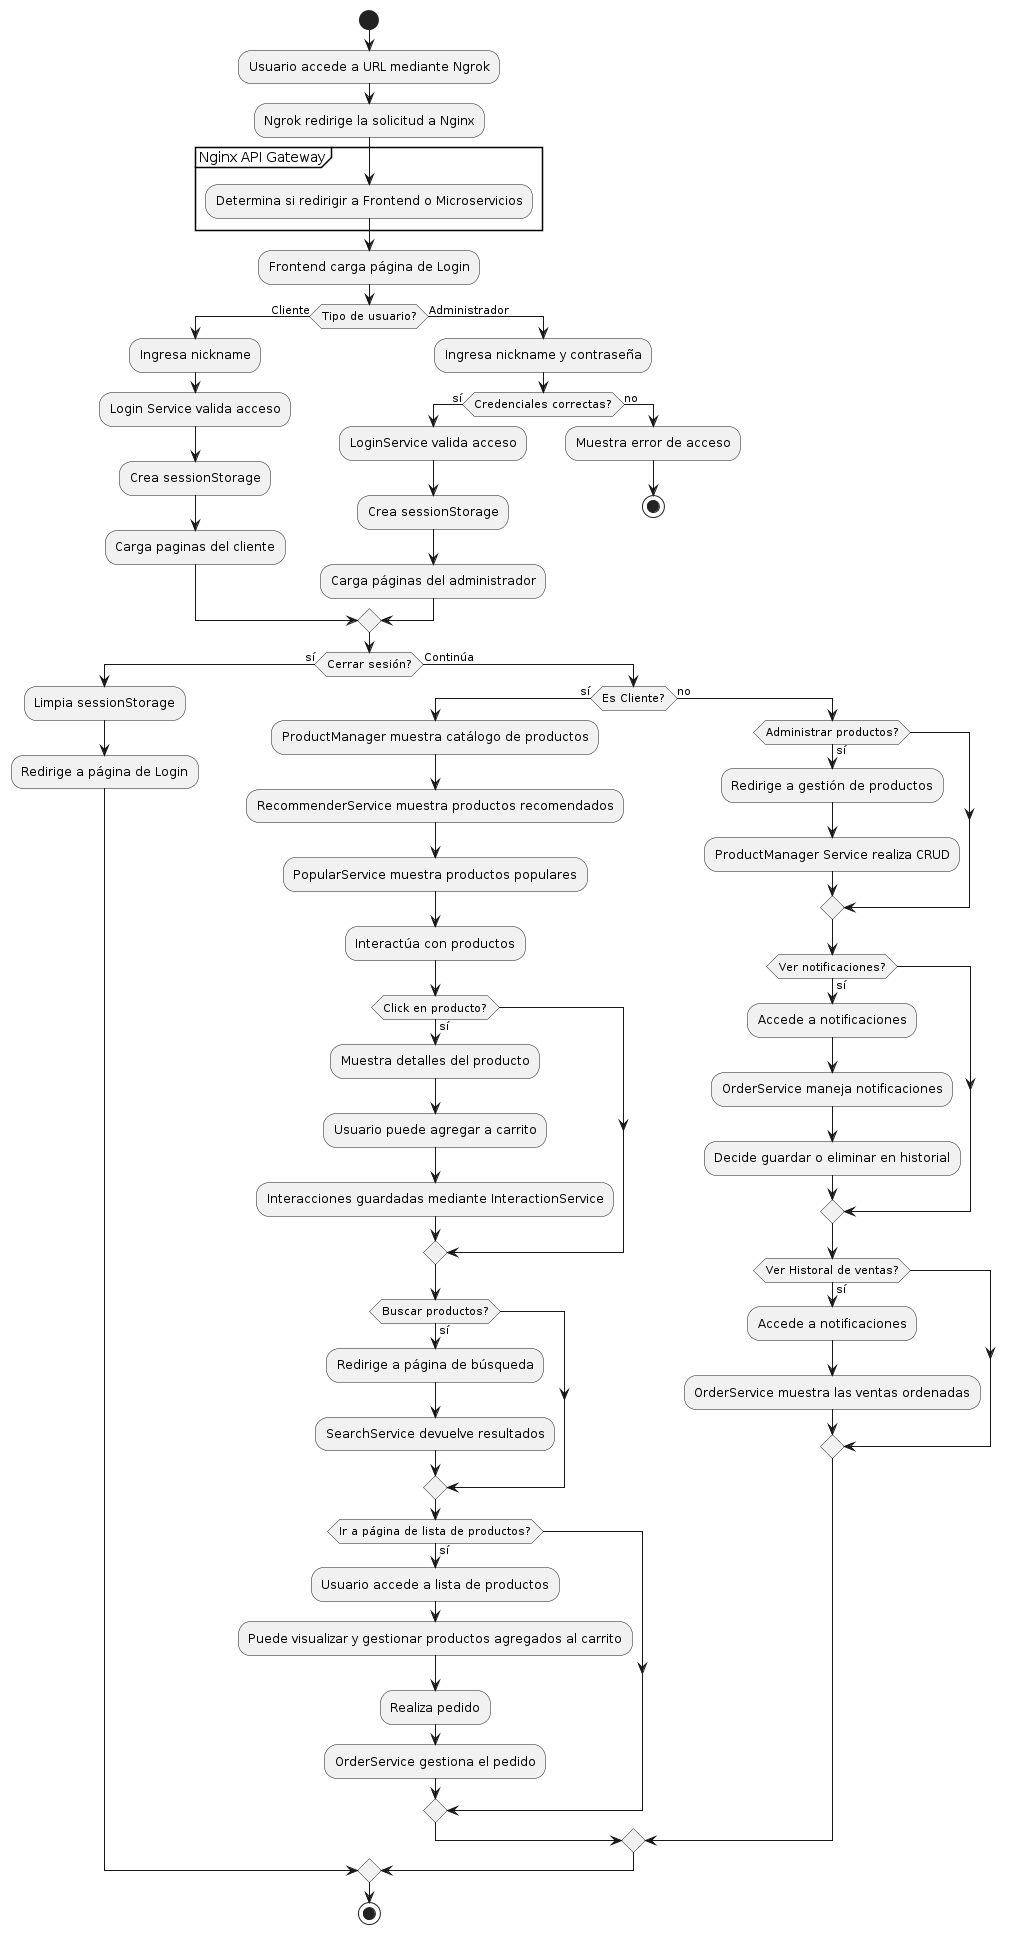 Usuario accede a URL mediante Ngrok
Ngrok redirige la solicitud a Nginx
Nginx API Gateway
Determina si redirigir a Frontend o Microservicios
Frontend carga página de Login
Tipo de usuario?
Cliente
Administrador
Ingresa nickname
Login Service valida acceso
Crea sessionStorage
Carga paginas del cliente
Ingresa nickname y contraseña
Credenciales correctas?
sí
no
LoginService valida acceso
Crea sessionStorage
Carga páginas del administrador
Muestra error de acceso
Cerrar sesión?
sí
Continúa
Limpia sessionStorage
Redirige a página de Login
Es Cliente?
sí
no
ProductManager muestra catálogo de productos
RecommenderService muestra productos recomendados
PopularService muestra productos populares
Interactúa con productos
Click en producto?
sí
Muestra detalles del producto
Usuario puede agregar a carrito
Interacciones guardadas mediante InteractionService
Buscar productos?
sí
Redirige a página de búsqueda
SearchService devuelve resultados
Ir a página de lista de productos?
sí
Usuario accede a lista de productos
Puede visualizar y gestionar productos agregados al carrito
Realiza pedido
OrderService gestiona el pedido
Administrar productos?
sí
Redirige a gestión de productos
ProductManager Service realiza CRUD
Ver notificaciones?
sí
Accede a notificaciones
OrderService maneja notificaciones
Decide guardar o eliminar en historial
Ver Historal de ventas?
sí
Accede a notificaciones
OrderService muestra las ventas ordenadas